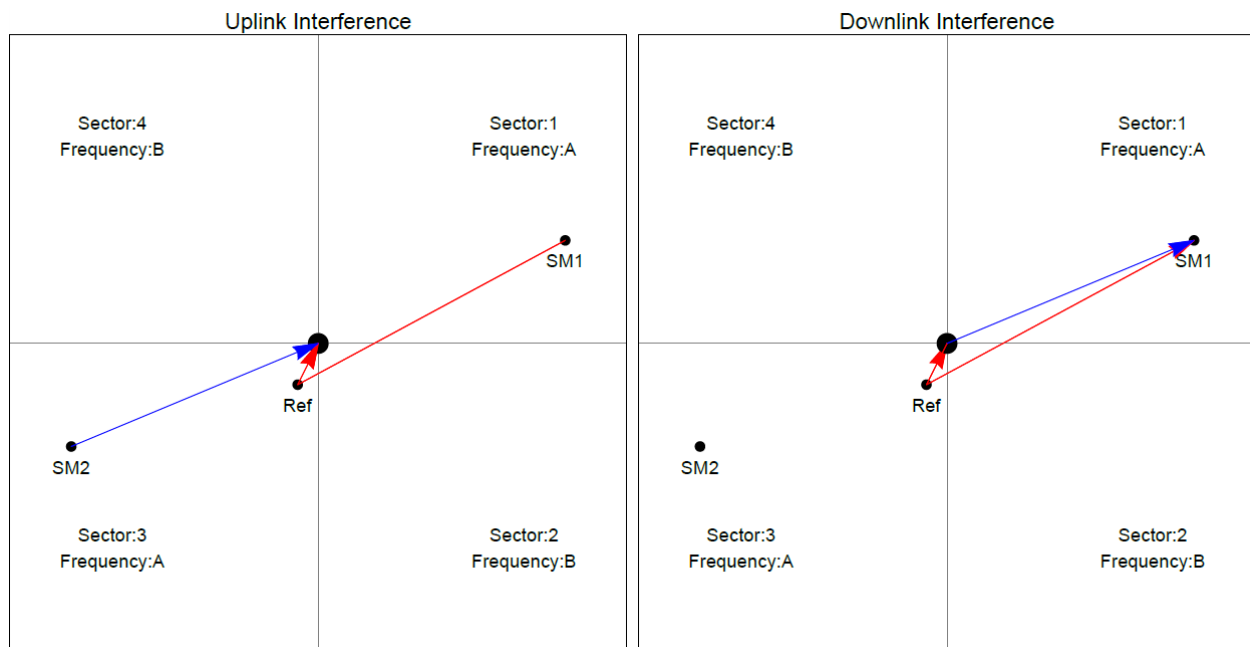 Uplink Interference
Sector:4
Frequency:B
Sector:1
Frequency:A
SM1
Ref
SM2
Sector:3
Frequency:A
Sector:2
Frequency:B
Downlink Interference
Sector:4
Frequency:B
Sector:1
Frequency:A
SM1
Ref
SM2
Sector:3
Frequency:A
Sector:2
Frequency:B